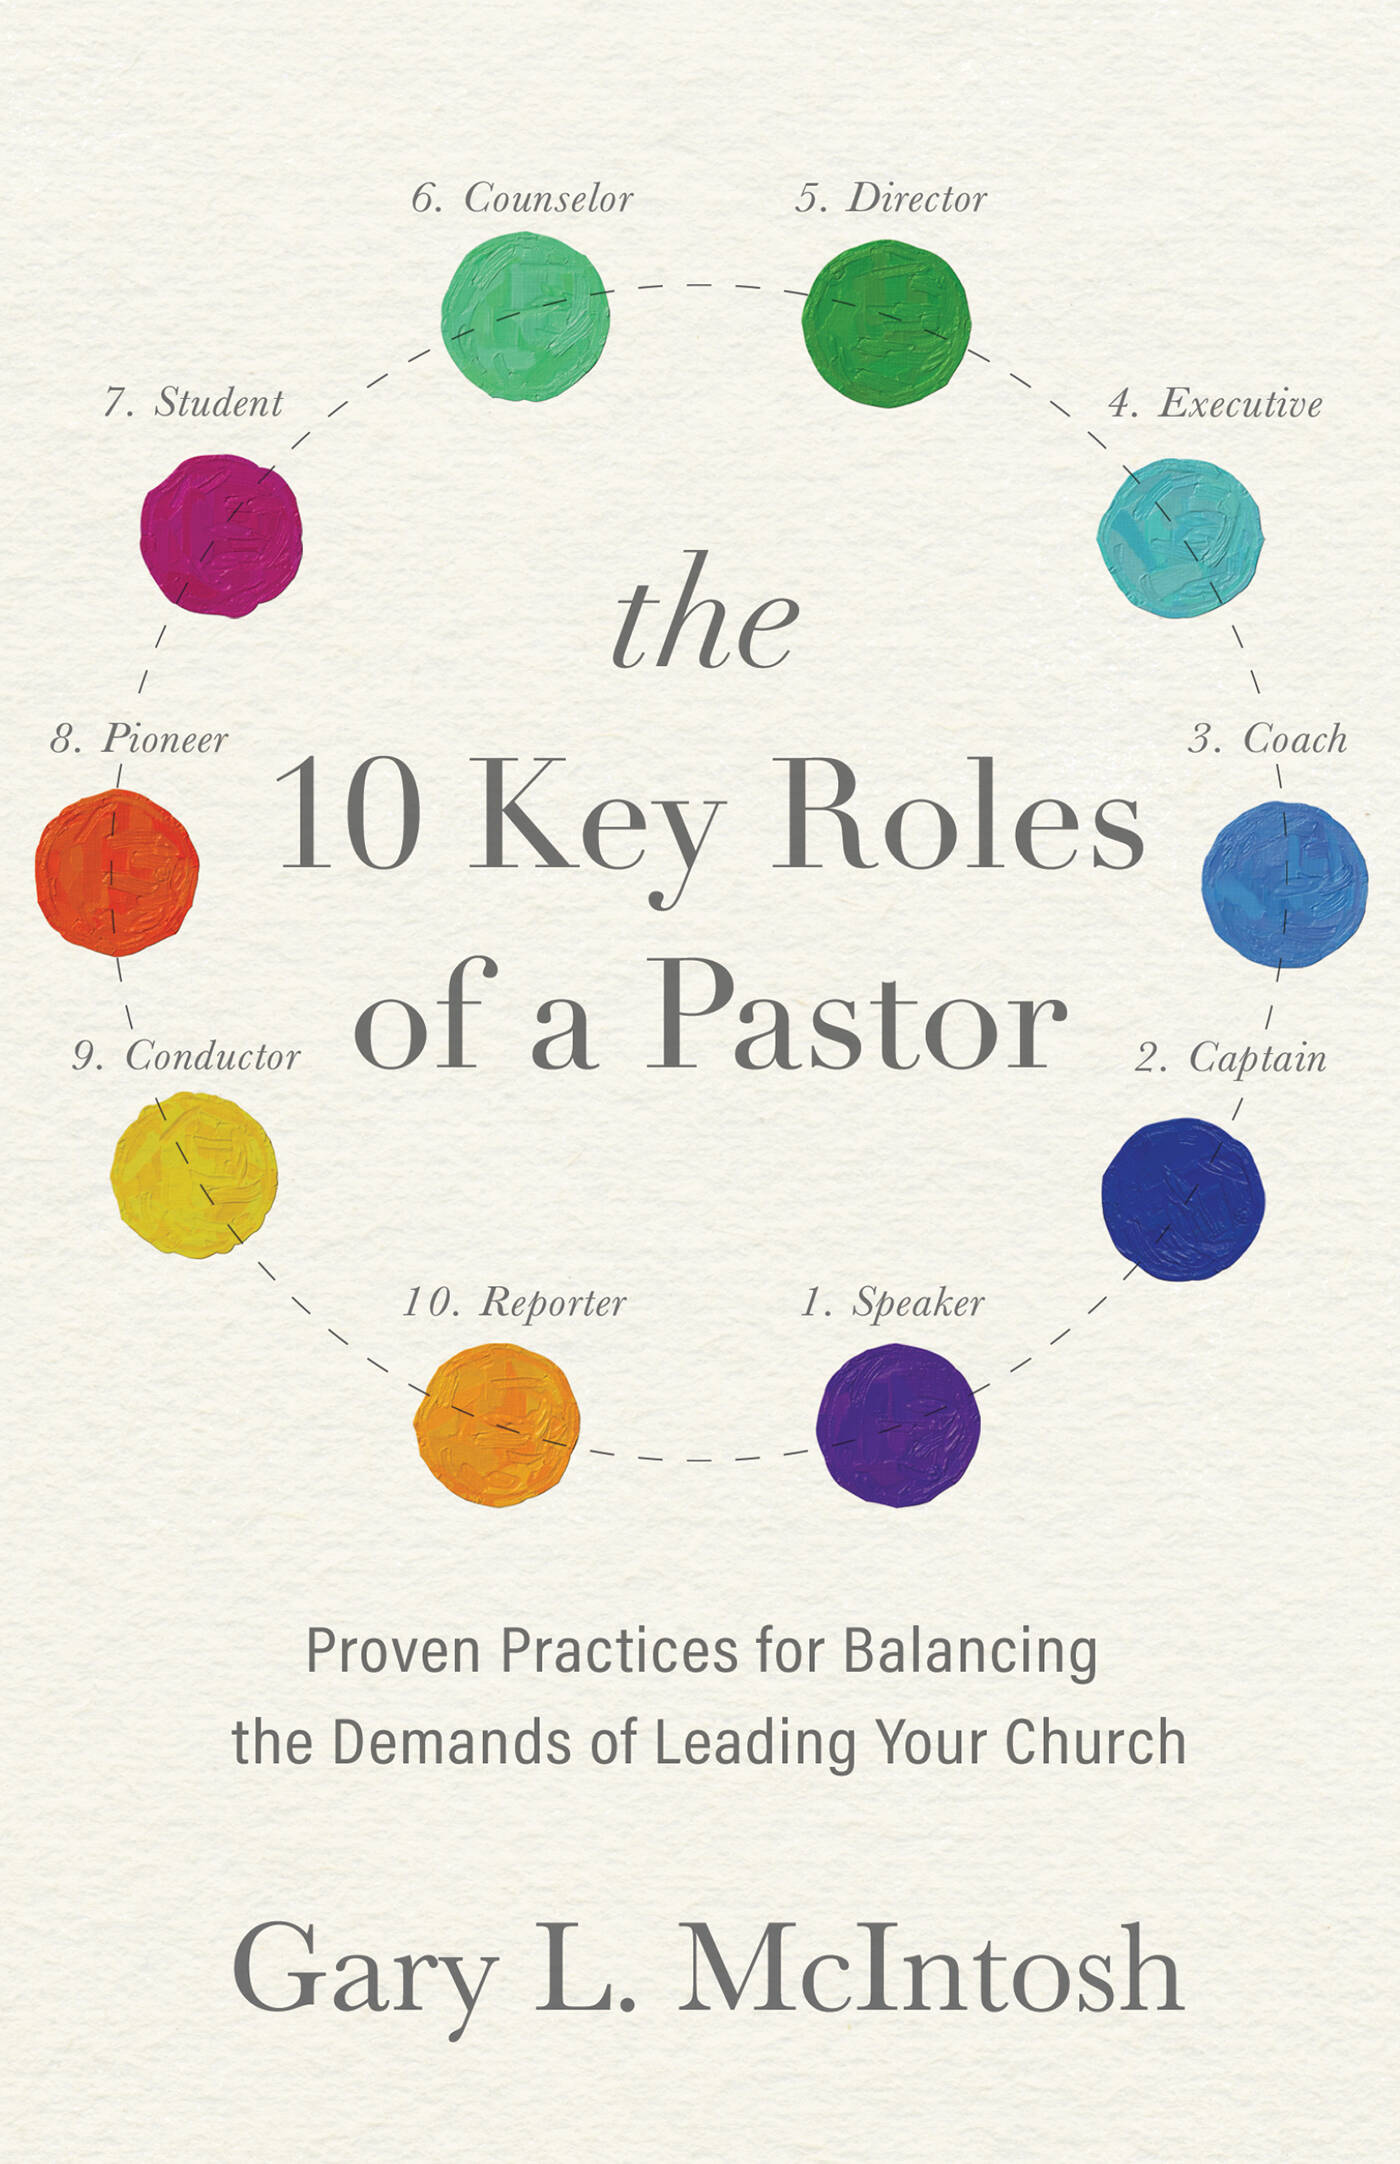 6. Counselor
5. Director
7. Student
4. Executive
the
8. Pioneer
3. Coach
10 Key Roles
of a Pastor
9. Conductor
2. Captain
10. Reporter
1. Speaker
Proven Practices for Balancing
the Demands of Leading Your Church
Gary L. McIntosh